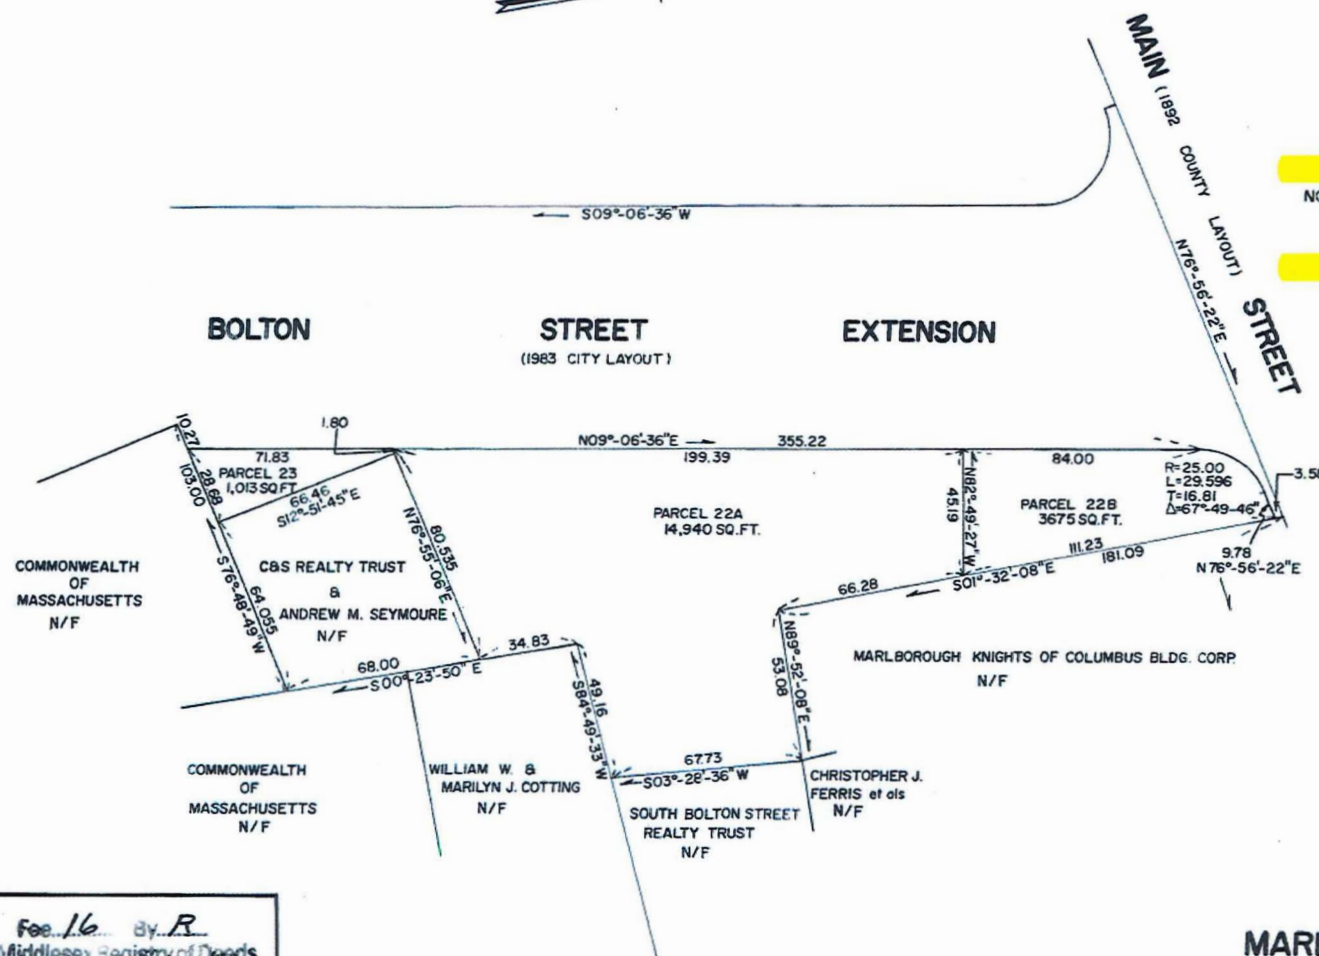 MAIN (1892 COUNTY LAYOUT) STREET
N76°-56'-22"E
S09°-06'-36"W
BOLTON STREET EXTENSION
(1983 CITY LAYOUT)
10.27
1.80
N09°-06'-36"E
355.22
71.83
199.39
84.00
103.00
28.68
PARCEL 23
1,013 SQ.FT.
66.46
S12°-51'-45"E
80.535
N76°-55'-06"E
PARCEL 22A
14,940 SQ.FT.
N82°-49'-27"W
45.19
PARCEL 22B
3675 SQ.FT.
R=25.00
L=29.596
T=16.81
Δ=67°-49-46"
9.78
N76°-56'-22"E
111.23
181.09
S01°-32'-08"E
66.28
COMMONWEALTH
OF
MASSACHUSETTS
N/F
C&S REALTY TRUST
&
ANDREW M. SEYMOURE
N/F
S76°-48'-49"W
64.055
68.00
S00°-23'-50" E
34.83
49.16
S84°-49'-33"W
N89°-52'-08"E
53.08
MARLBOROUGH KNIGHTS OF COLUMBUS BLDG. CORP.
N/F
67.73
S03°-28'-36"W
COMMONWEALTH
OF
MASSACHUSETTS
N/F
WILLIAM W. &
MARILYN J. COTTING
N/F
SOUTH BOLTON STREET
REALTY TRUST
N/F
CHRISTOPHER J.
FERRIS et als
N/F
Fee 16 By R
Middlesex Registry of Deeds